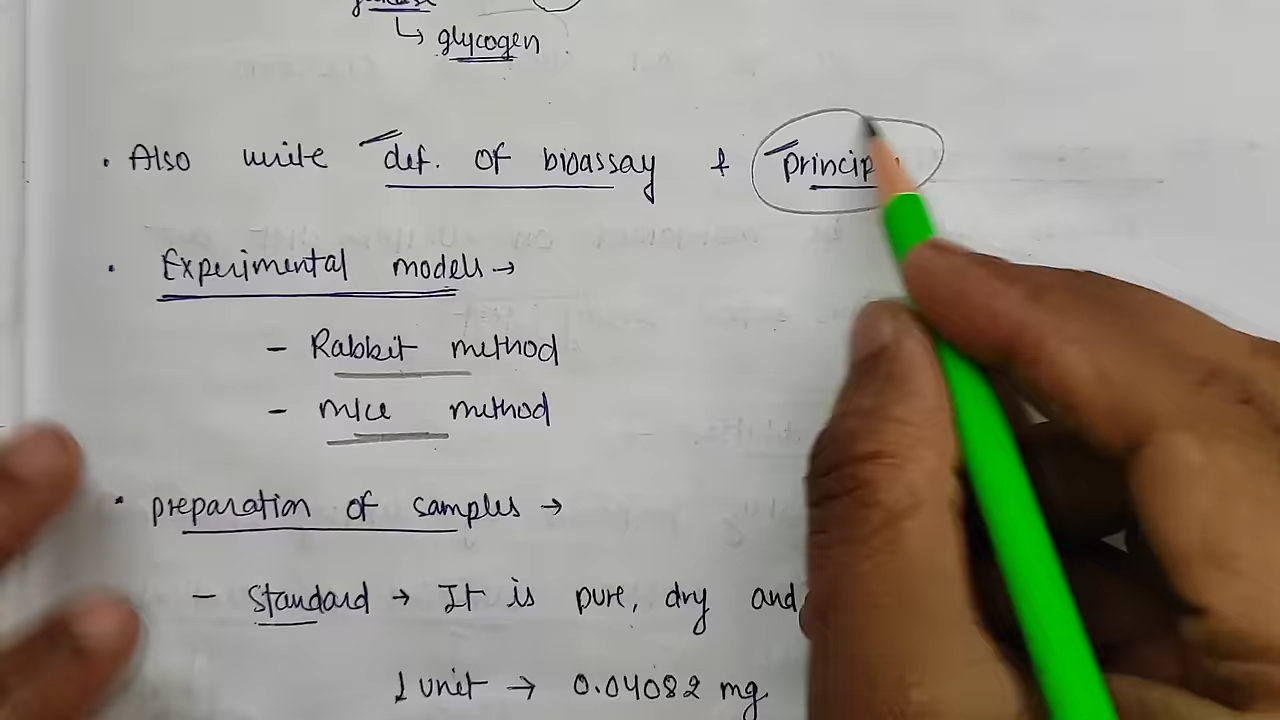 ↳ glycogen
• Also write def. of bioassay &
• Experimental models →
- Rabbit method
- mice method
• preparation of samples →
- Standard → It is pure, dry and
1 unit → 0.04082 mg